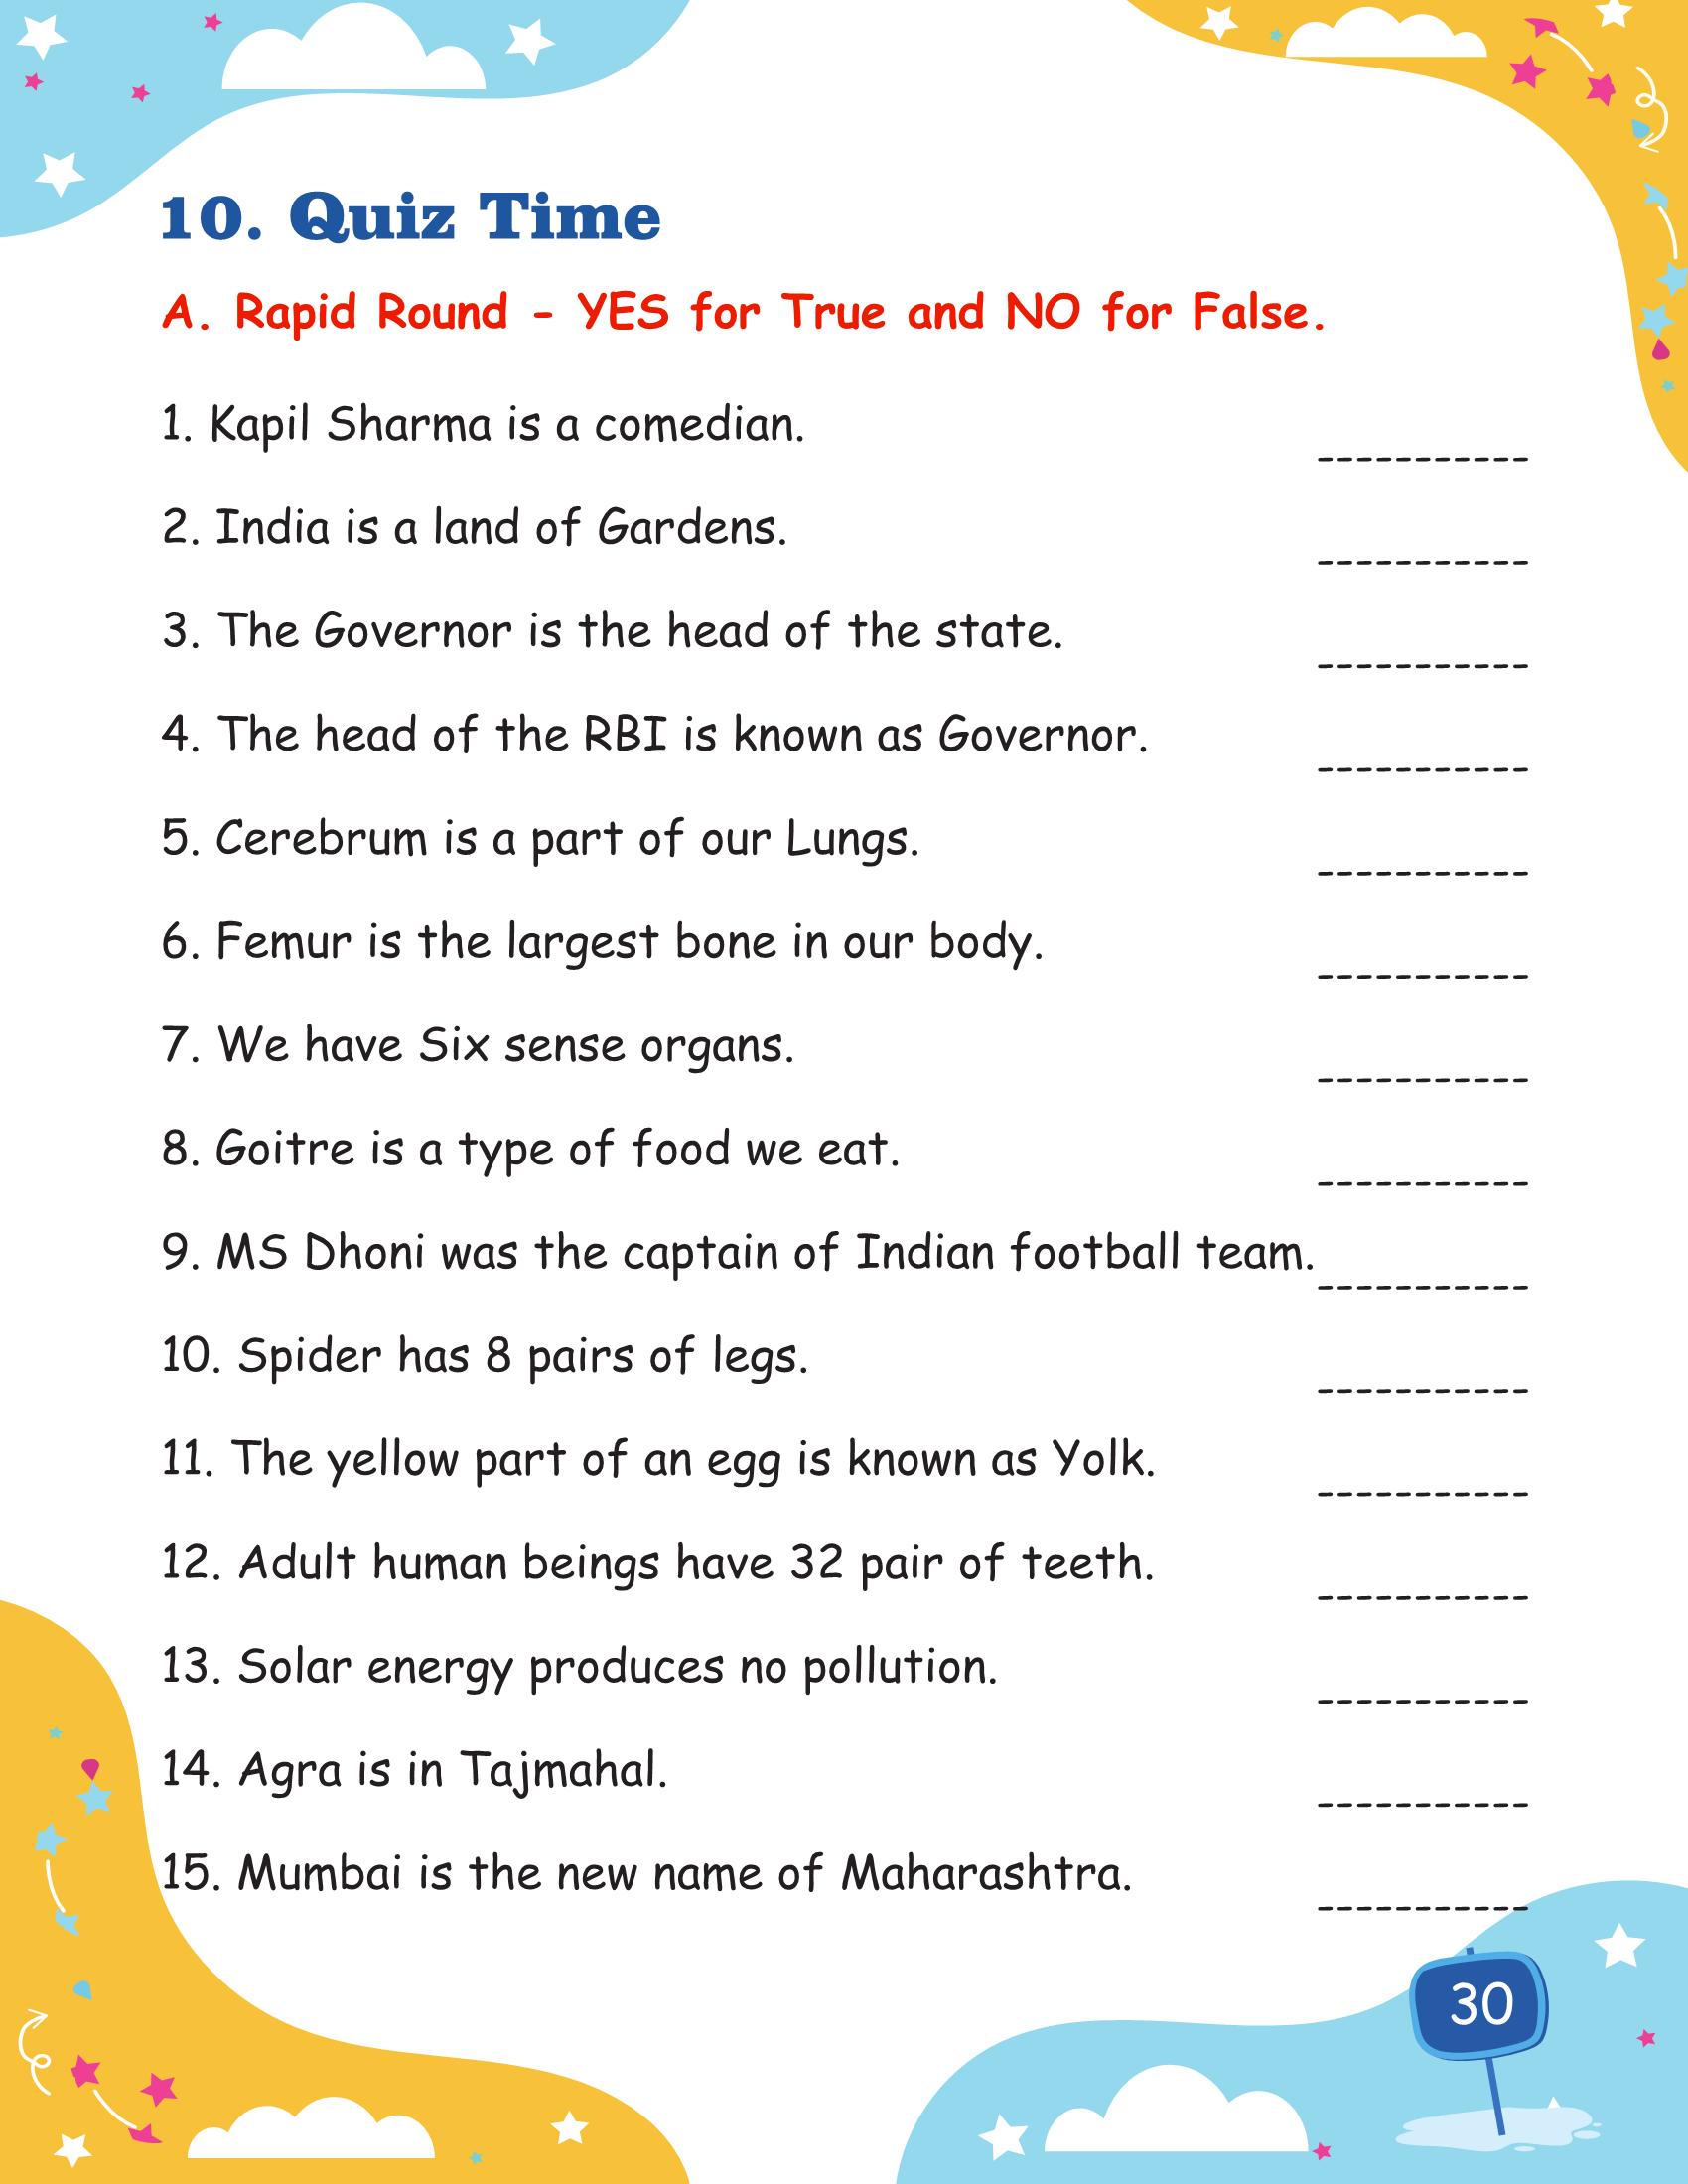 10. Quiz Time
A. Rapid Round - YES for True and NO for False.
1. Kapil Sharma is a comedian. -----------
2. India is a land of Gardens. -----------
3. The Governor is the head of the state. -----------
4. The head of the RBI is known as Governor. -----------
5. Cerebrum is a part of our Lungs. -----------
6. Femur is the largest bone in our body. -----------
7. We have Six sense organs. -----------
8. Goitre is a type of food we eat. -----------
9. MS Dhoni was the captain of Indian football team. -----------
10. Spider has 8 pairs of legs. -----------
11. The yellow part of an egg is known as Yolk. -----------
12. Adult human beings have 32 pair of teeth. -----------
13. Solar energy produces no pollution. -----------
14. Agra is in Tajmahal. -----------
15. Mumbai is the new name of Maharashtra. -----------
30